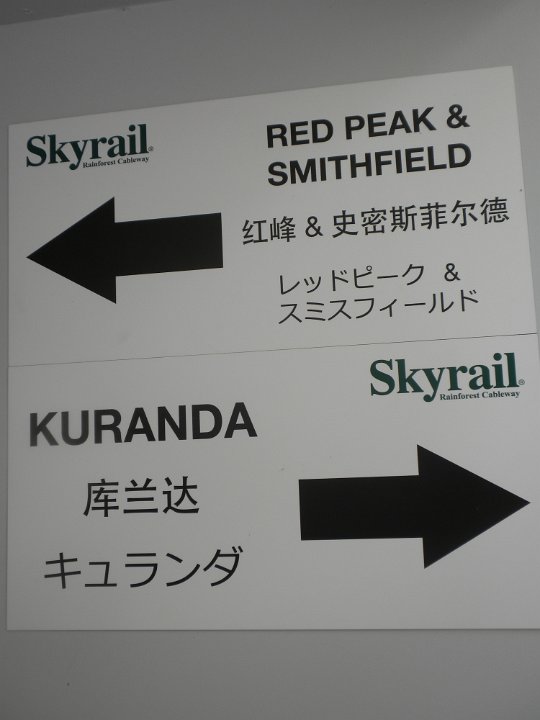 Skyrail®
Rainforest Cableway
RED PEAK &
SMITHFIELD
红峰 & 史密斯菲尔德
レッドピーク &
スミスフィールド
Skyrail®
Rainforest Cableway
KURANDA
库兰达
キュランダ